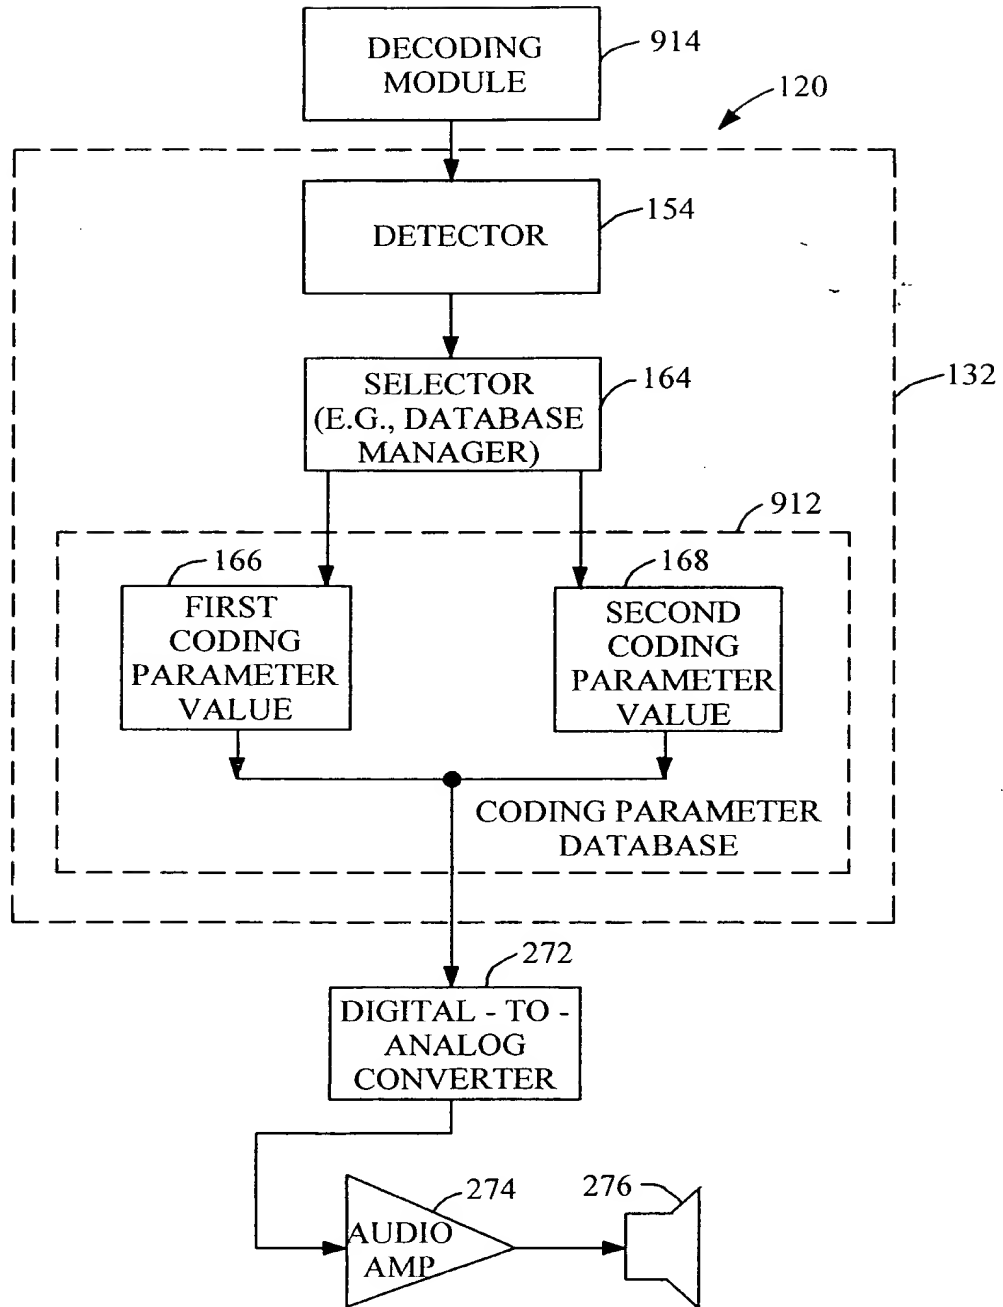 DECODING
MODULE
914
120
DETECTOR
154
SELECTOR
(E.G., DATABASE
MANAGER)
164
132
912
166
168
FIRST
CODING
PARAMETER
VALUE
SECOND
CODING
PARAMETER
VALUE
CODING PARAMETER
DATABASE
272
DIGITAL - TO -
ANALOG
CONVERTER
274
276
AUDIO
AMP